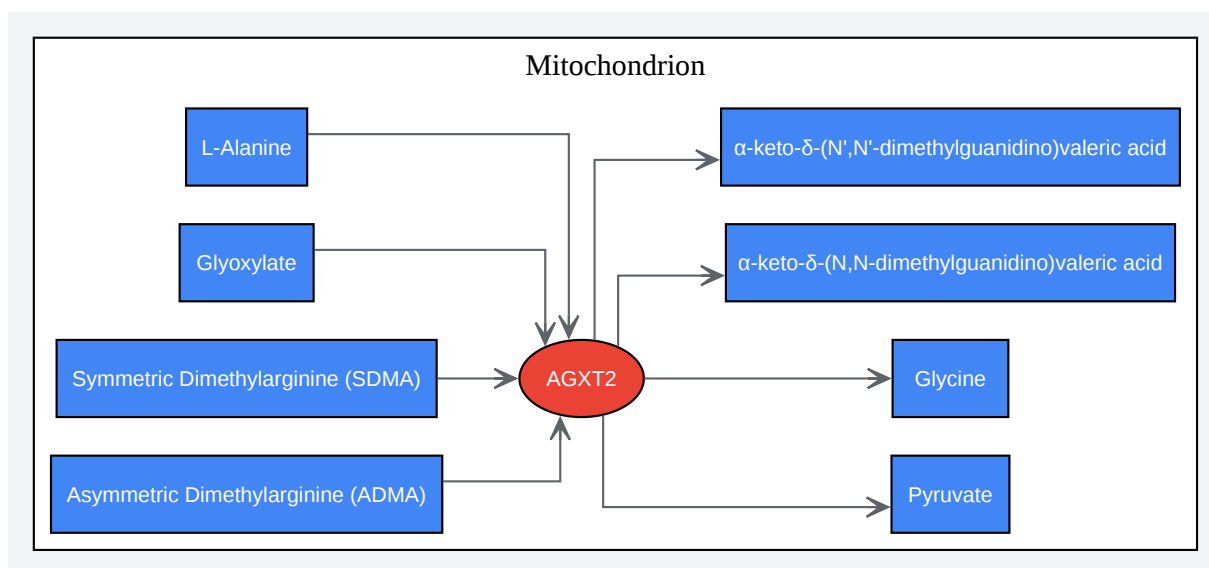 Mitochondrion
L-Alanine
α-keto-δ-(N',N'-dimethylguanidino)valeric acid
Glyoxylate
α-keto-δ-(N,N-dimethylguanidino)valeric acid
Symmetric Dimethylarginine (SDMA)
AGXT2
Glycine
Asymmetric Dimethylarginine (ADMA)
Pyruvate